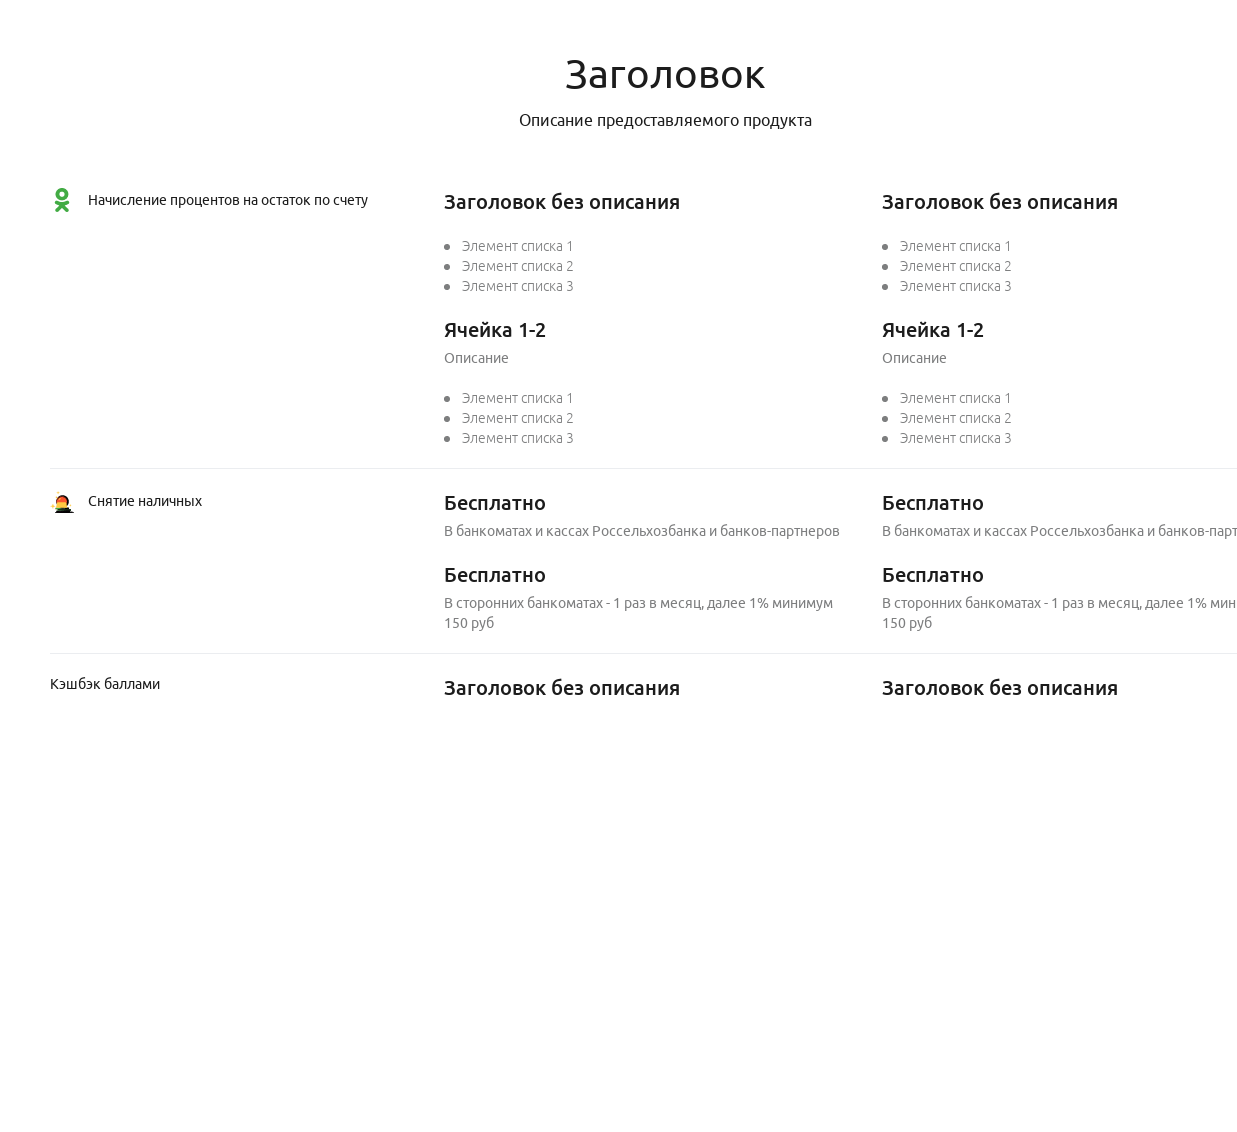 Заголовок
Описание предоставляемого продукта
Начисление процентов на остаток по счету
Заголовок без описания
Элемент списка 1
Элемент списка 2
Элемент списка 3
Ячейка 1-2
Описание
Элемент списка 1
Элемент списка 2
Элемент списка 3
Заголовок без описания
Элемент списка 1
Элемент списка 2
Элемент списка 3
Ячейка 1-2
Описание
Элемент списка 1
Элемент списка 2
Элемент списка 3
Снятие наличных
Бесплатно
В банкоматах и кассах Россельхозбанка и банков-партнеров
Бесплатно
В сторонних банкоматах - 1 раз в месяц, далее 1% минимум
150 руб
Бесплатно
В банкоматах и кассах Россельхозбанка и банков-парт
Бесплатно
В сторонних банкоматах - 1 раз в месяц, далее 1% мин
150 руб
Кэшбэк баллами
Заголовок без описания
Заголовок без описания